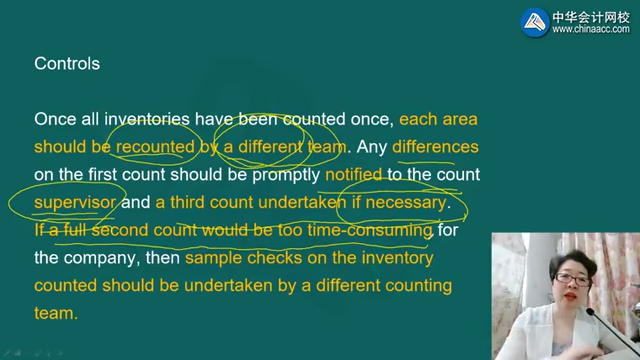 中华会计网校
www.chinaacc.com
Controls
Once all inventories have been counted once, each area
should be recounted by a different team. Any differences
on the first count should be promptly notified to the count
supervisor and a third count undertaken if necessary.
If a full second count would be too time-consuming for
the company, then sample checks on the inventory
counted should be undertaken by a different counting
team.